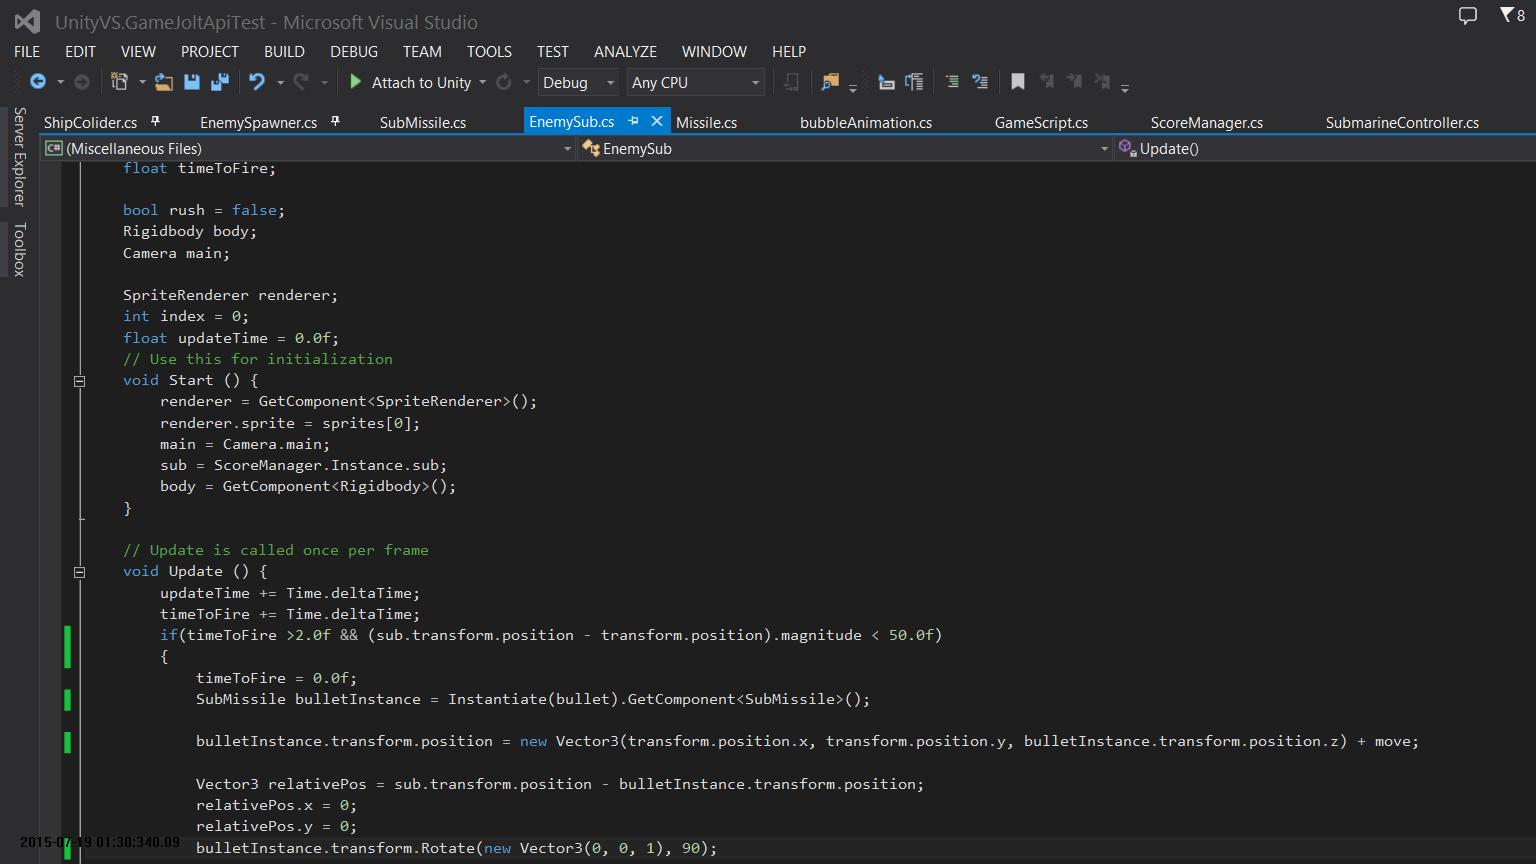 UnityVS.GameJoltApiTest - Microsoft Visual Studio
8
FILE EDIT VIEW PROJECT BUILD DEBUG TEAM TOOLS TEST ANALYZE WINDOW HELP
Attach to Unity Debug Any CPU
Server Explorer
Toolbox
ShipColider.cs EnemySpawner.cs SubMissile.cs EnemySub.cs Missile.cs bubbleAnimation.cs GameScript.cs ScoreManager.cs SubmarineController.cs
C# (Miscellaneous Files) EnemySub Update()
float timeToFire;
bool rush = false;
Rigidbody body;
Camera main;
SpriteRenderer renderer;
int index = 0;
float updateTime = 0.0f;
// Use this for initialization
void Start () {
renderer = GetComponent<SpriteRenderer>();
renderer.sprite = sprites[0];
main = Camera.main;
sub = ScoreManager.Instance.sub;
body = GetComponent<Rigidbody>();
}
// Update is called once per frame
void Update () {
updateTime += Time.deltaTime;
timeToFire += Time.deltaTime;
if(timeToFire >2.0f && (sub.transform.position - transform.position).magnitude < 50.0f)
{
timeToFire = 0.0f;
SubMissile bulletInstance = Instantiate(bullet).GetComponent<SubMissile>();
bulletInstance.transform.position = new Vector3(transform.position.x, transform.position.y, bulletInstance.transform.position.z) + move;
Vector3 relativePos = sub.transform.position - bulletInstance.transform.position;
relativePos.x = 0;
relativePos.y = 0;
2015-07-19 01:30:340.09
bulletInstance.transform.Rotate(new Vector3(0, 0, 1), 90);